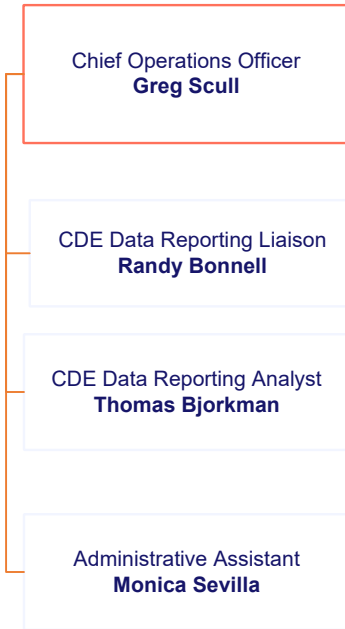 Chief Operations Officer
Greg Scull
CDE Data Reporting Liaison
Randy Bonnell
CDE Data Reporting Analyst
Thomas Bjorkman
Administrative Assistant
Monica Sevilla